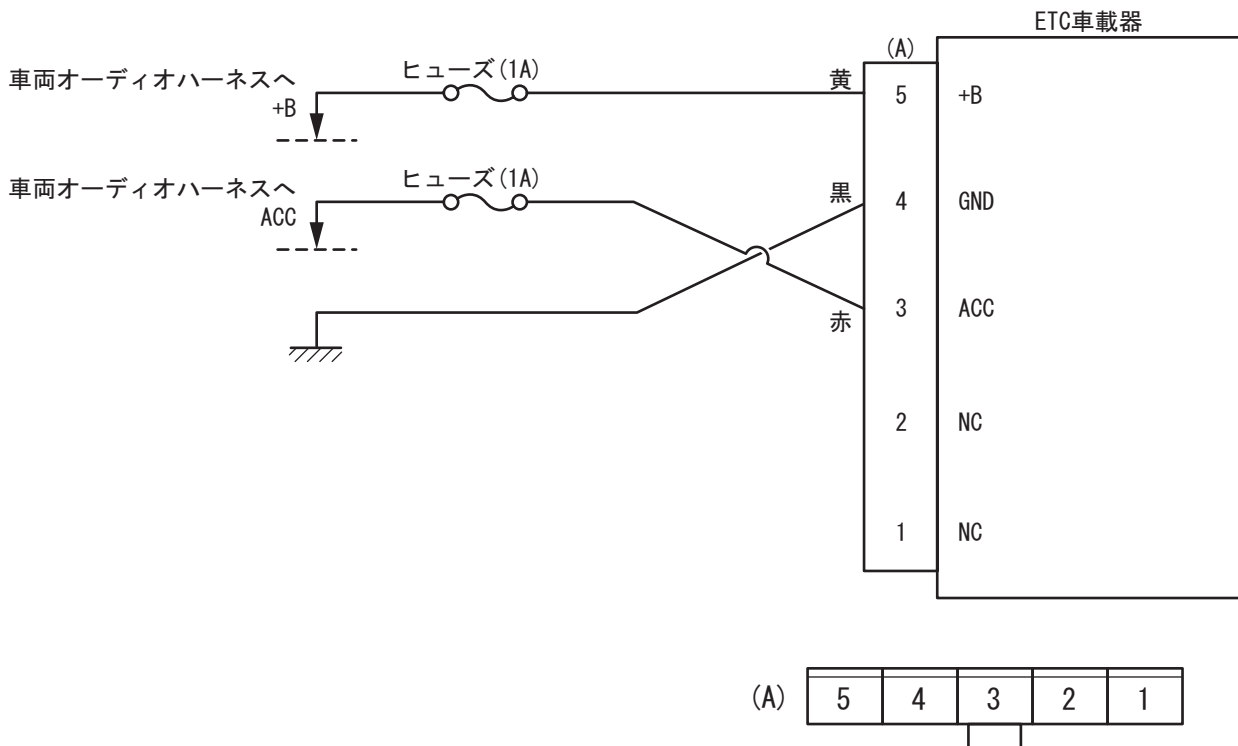 ETC車載器
(A)
車両オーディオハーネスへ
+B
ヒューズ(1A)
黄
5
+B
車両オーディオハーネスへ
ACC
ヒューズ(1A)
黒
4
GND
赤
3
ACC
2
NC
1
NC
(A)
5 4 3 2 1